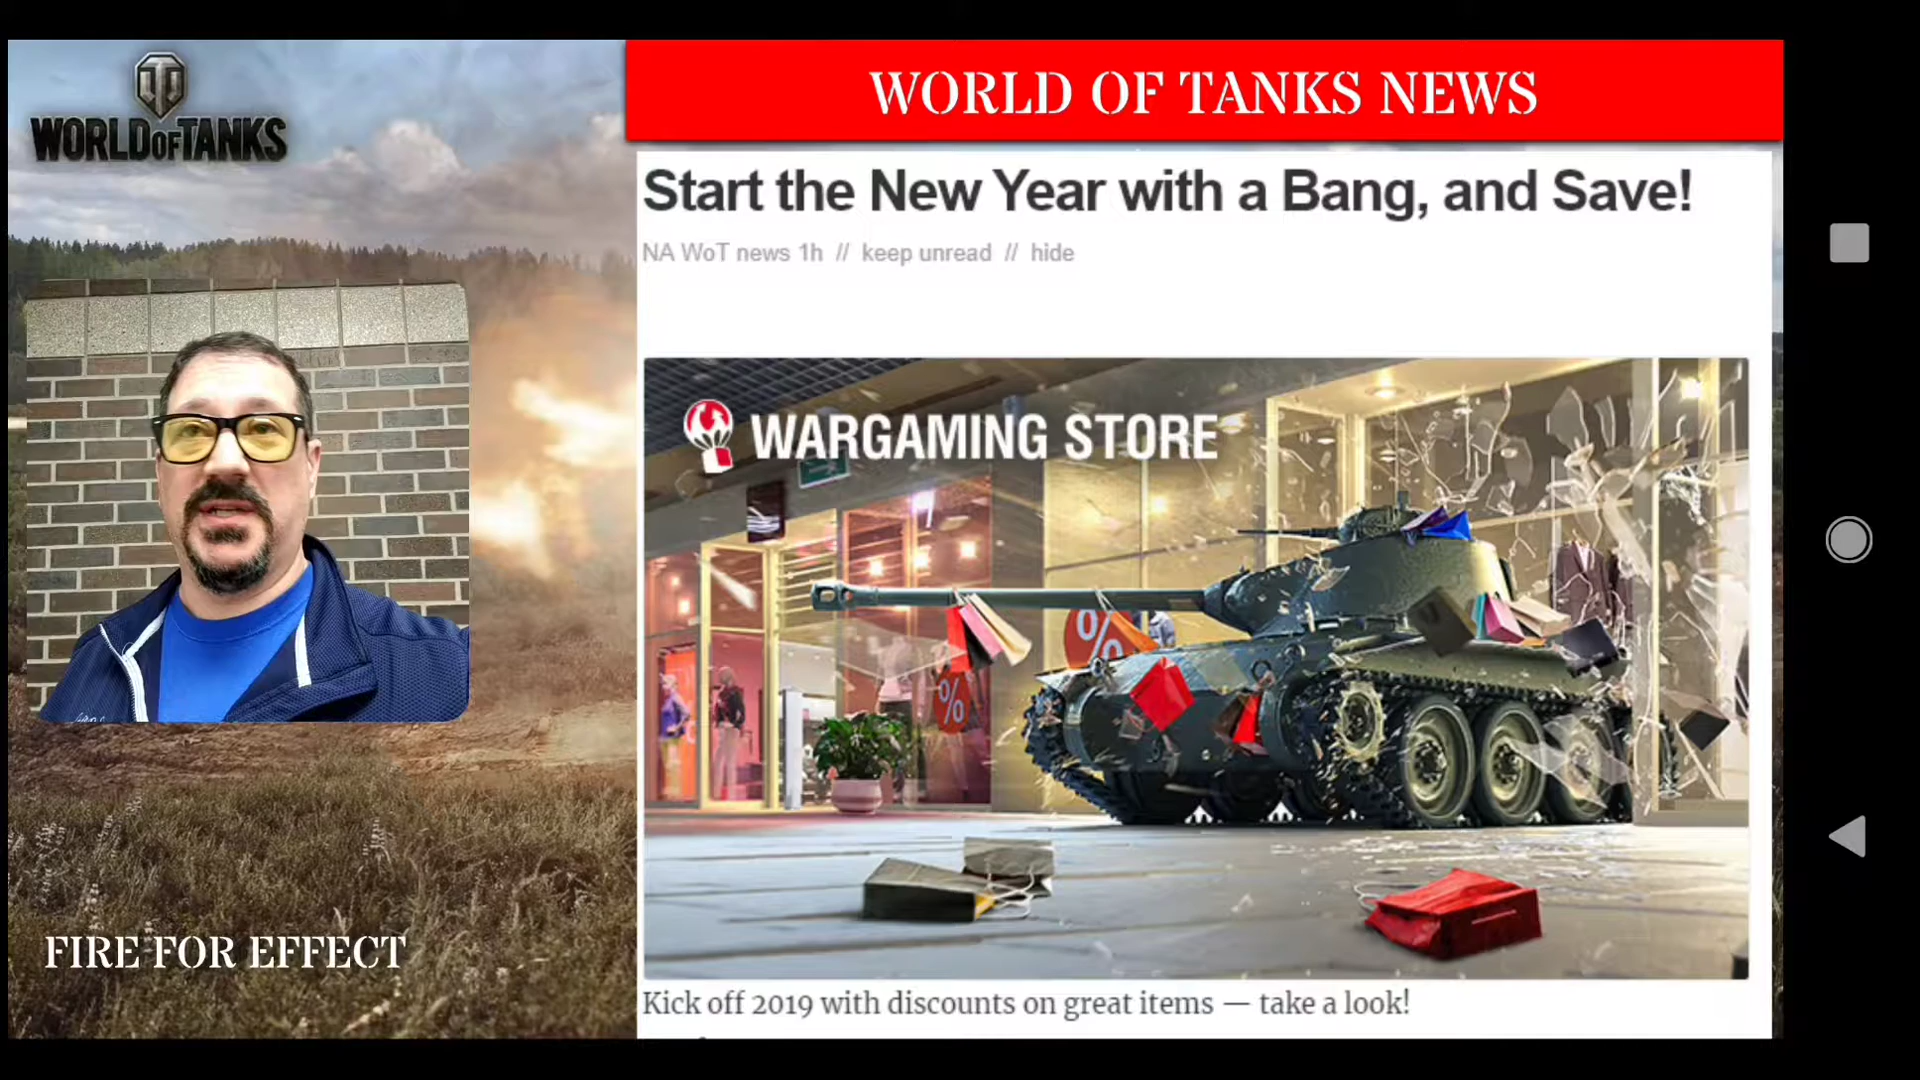 WORLD OF TANKS
WORLD OF TANKS NEWS
Start the New Year with a Bang, and Save!
NA WoT news 1h // keep unread // hide
WARGAMING STORE
%
%
Kick off 2019 with discounts on great items — take a look!
FIRE FOR EFFECT